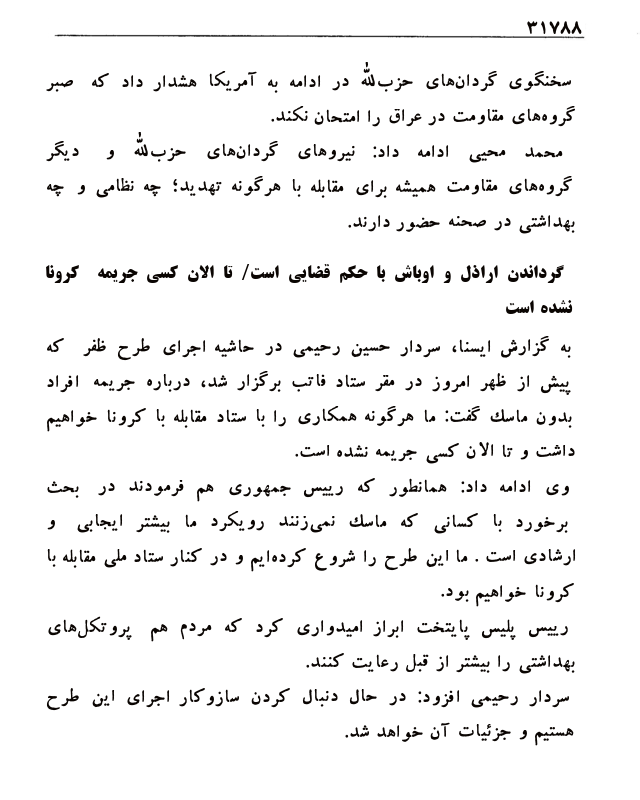 ۳۱۷۸۸
سخنگوی گردان‌های حزب‌الله در ادامه به آمریکا هشدار داد که صبر
گروه‌های مقاومت در عراق را امتحان نکند.
محمد محیی ادامه داد: نیروهای گردان‌های حزب‌الله و دیگر
گروه‌های مقاومت همیشه برای مقابله با هرگونه تهدید؛ چه نظامی و چه
بهداشتی در صحنه حضور دارند.
گرداندن اراذل و اوباش با حکم قضایی است/ تا الان کسی جریمه کرونا
نشده است
به گزارش ایسنا، سردار حسین رحیمی در حاشیه اجرای طرح ظفر که
پیش از ظهر امروز در مقر ستاد فاتب برگزار شد، درباره جریمه افراد
بدون ماسك گفت: ما هرگونه همکاری را با ستاد مقابله با کرونا خواهیم
داشت و تا الان کسی جریمه نشده است.
وی ادامه داد: همانطور که رییس جمهوری هم فرمودند در بحث
برخورد با کسانی که ماسك نمی‌زنند رویکرد ما بیشتر ایجابی و
ارشادی است . ما این طرح را شروع کرده‌ایم و در کنار ستاد ملی مقابله با
کرونا خواهیم بود.
رییس پلیس پایتخت ابراز امیدواری کرد که مردم هم پروتکل‌های
بهداشتی را بیشتر از قبل رعایت کنند.
سردار رحیمی افزود: در حال دنبال کردن سازوکار اجرای این طرح
هستیم و جزئیات آن خواهد شد.